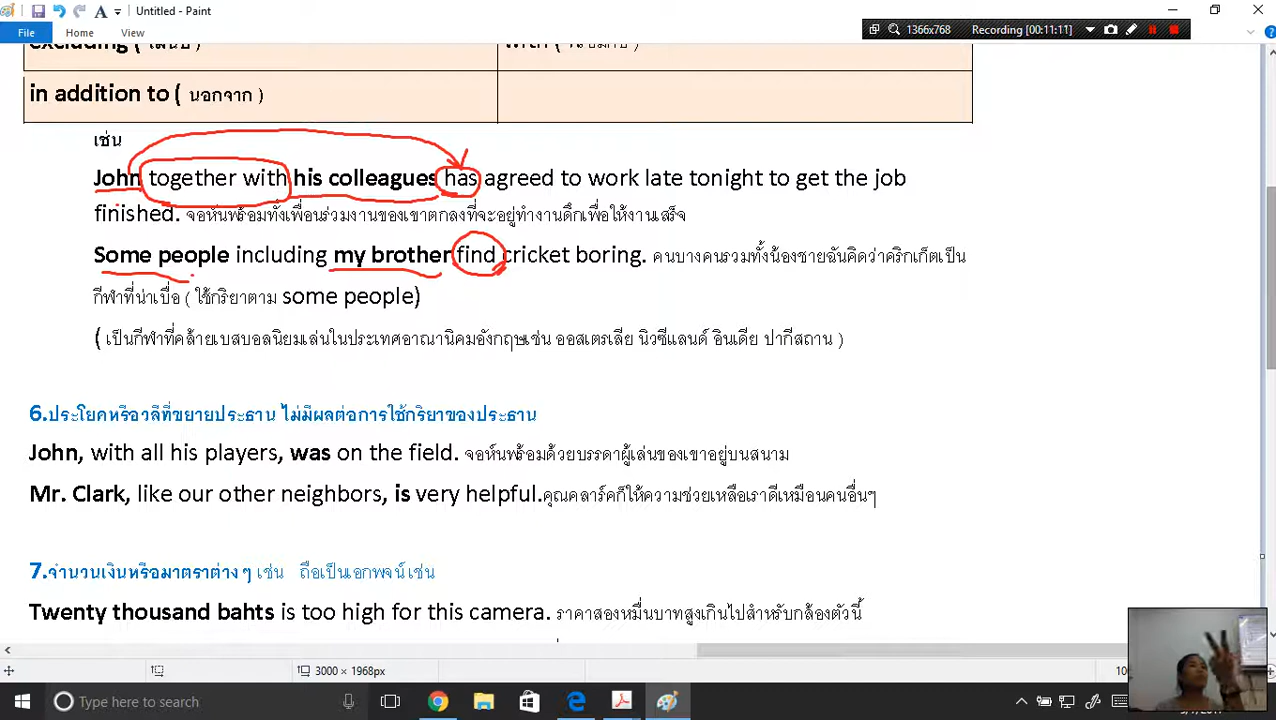 Untitled - Paint
1366x768
Recording [00:11:11]
File
Home
View
excluding
in addition to ( นอกจาก )
เช่น
John together with his colleagues has agreed to work late tonight to get the job
finished. จอห์นพร้อมทั้งเพื่อนร่วมงานของเขาตกลงที่จะอยู่ทำงานดึกเพื่อให้งานเสร็จ
Some people including my brother find cricket boring. คนบางคนรวมทั้งน้องชายฉันคิดว่าคริกเก็ตเป็น
กีฬาที่น่าเบื่อ ( ใช้กริยาตาม some people)
( เป็นกีฬาที่คล้ายเบสบอลนิยมเล่นในประเทศอาณานิคมอังกฤษเช่น ออสเตรเลีย นิวซีแลนด์ อินเดีย ปากีสถาน )
6.ประโยคหรือวลีที่ขยายประธาน ไม่มีผลต่อการใช้กริยาของประธาน
John, with all his players, was on the field. จอห์นพร้อมด้วยบรรดาผู้เล่นของเขาอยู่บนสนาม
Mr. Clark, like our other neighbors, is very helpful.คุณคลาร์คก็ให้ความช่วยเหลือเราดีเหมือนคนอื่นๆ
7.จำนวนเงินหรือมาตราต่างๆ เช่น ถือเป็นเอกพจน์ เช่น
Twenty thousand bahts is too high for this camera. ราคาสองหมื่นบาทสูงเกินไปสำหรับกล้องตัวนี้
3000 × 1968px
Type here to search